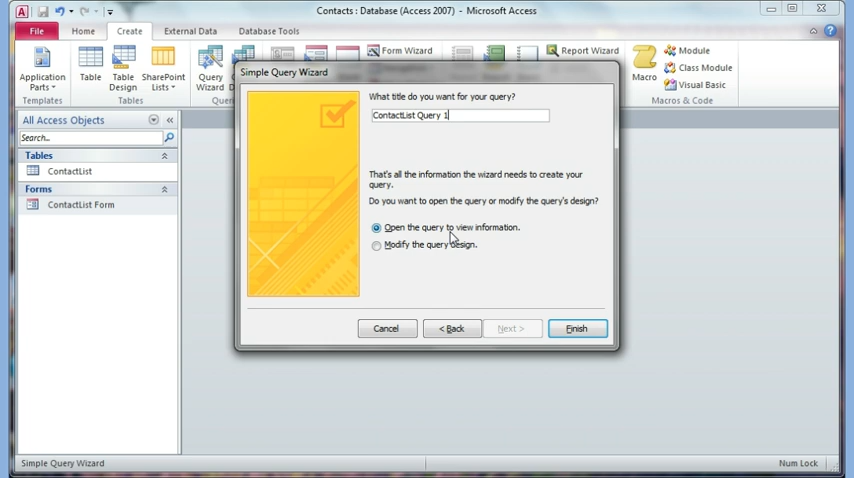 Contacts : Database (Access 2007) - Microsoft Access
File Home Create External Data Database Tools
Form Wizard Report Wizard Module
Class Module
Visual Basic
Application Parts Table Table Design SharePoint Lists Query Wizard Macro
Templates Tables Macros & Code
Simple Query Wizard
What title do you want for your query?
ContactList Query 1
That's all the information the wizard needs to create your
query.
Do you want to open the query or modify the query's design?
Open the query to view information.
Modify the query design.
Cancel < Back Next > Finish
All Access Objects
Search...
Tables
ContactList
Forms
ContactList Form
Simple Query Wizard Num Lock